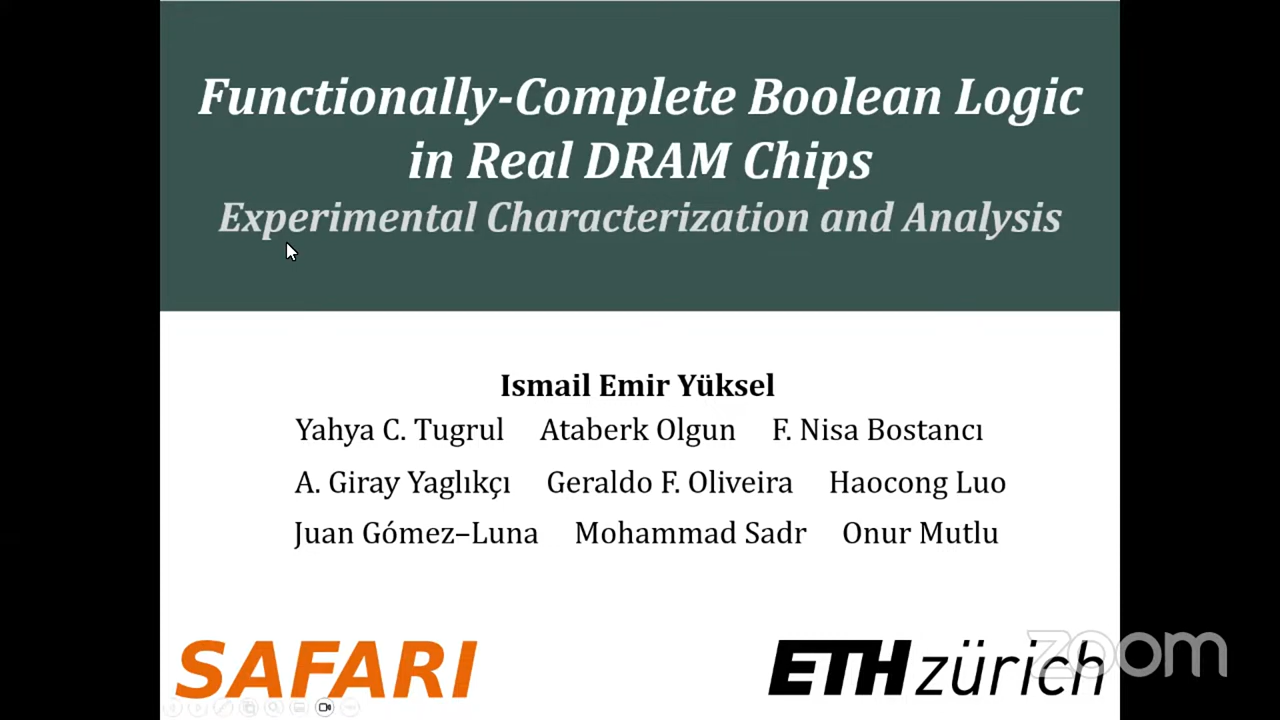 Functionally-Complete Boolean Logic
in Real DRAM Chips
Experimental Characterization and Analysis
Ismail Emir Yüksel
Yahya C. Tugrul Ataberk Olgun F. Nisa Bostancı
A. Giray Yaglıkçı Geraldo F. Oliveira Haocong Luo
Juan Gómez–Luna Mohammad Sadr Onur Mutlu
SAFARI
ETH zürich
zoom